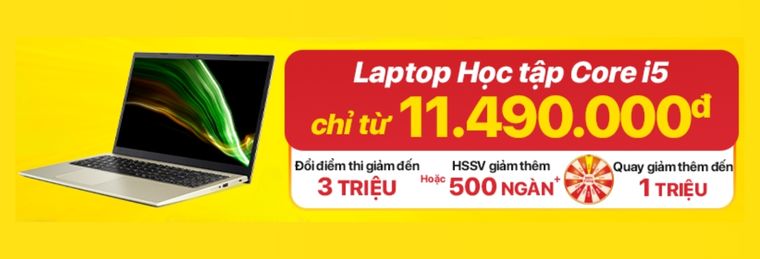 Laptop Học tập Core i5
chỉ từ 11.490.000đ
Đổi điểm thi giảm đến
3 TRIỆU
Hoặc
HSSV giảm thêm
500 NGÀN+
Quay giảm thêm đến
1 TRIỆU